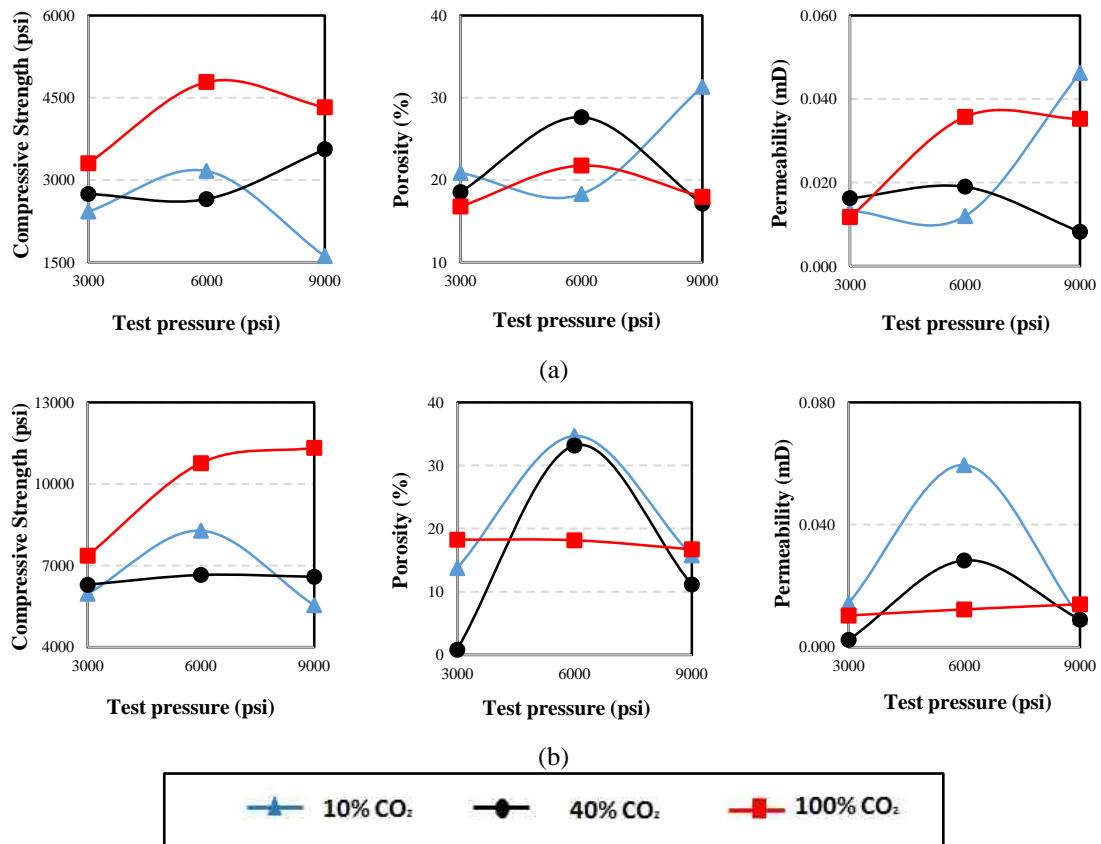 Compressive Strength (psi)
6000
4500
3000
1500
3000
6000
9000
Test pressure (psi)
Porosity (%)
40
30
20
10
3000
6000
9000
Test pressure (psi)
Permeability (mD)
0.060
0.040
0.020
0.000
3000
6000
9000
Test pressure (psi)
(a)
Compressive Strength (psi)
13000
10000
7000
4000
3000
6000
9000
Test pressure (psi)
Porosity (%)
40
30
20
10
0
3000
6000
9000
Test pressure (psi)
Permeability (mD)
0.080
0.040
0.000
3000
6000
9000
Test pressure (psi)
(b)
10% CO₂
40% CO₂
100% CO₂